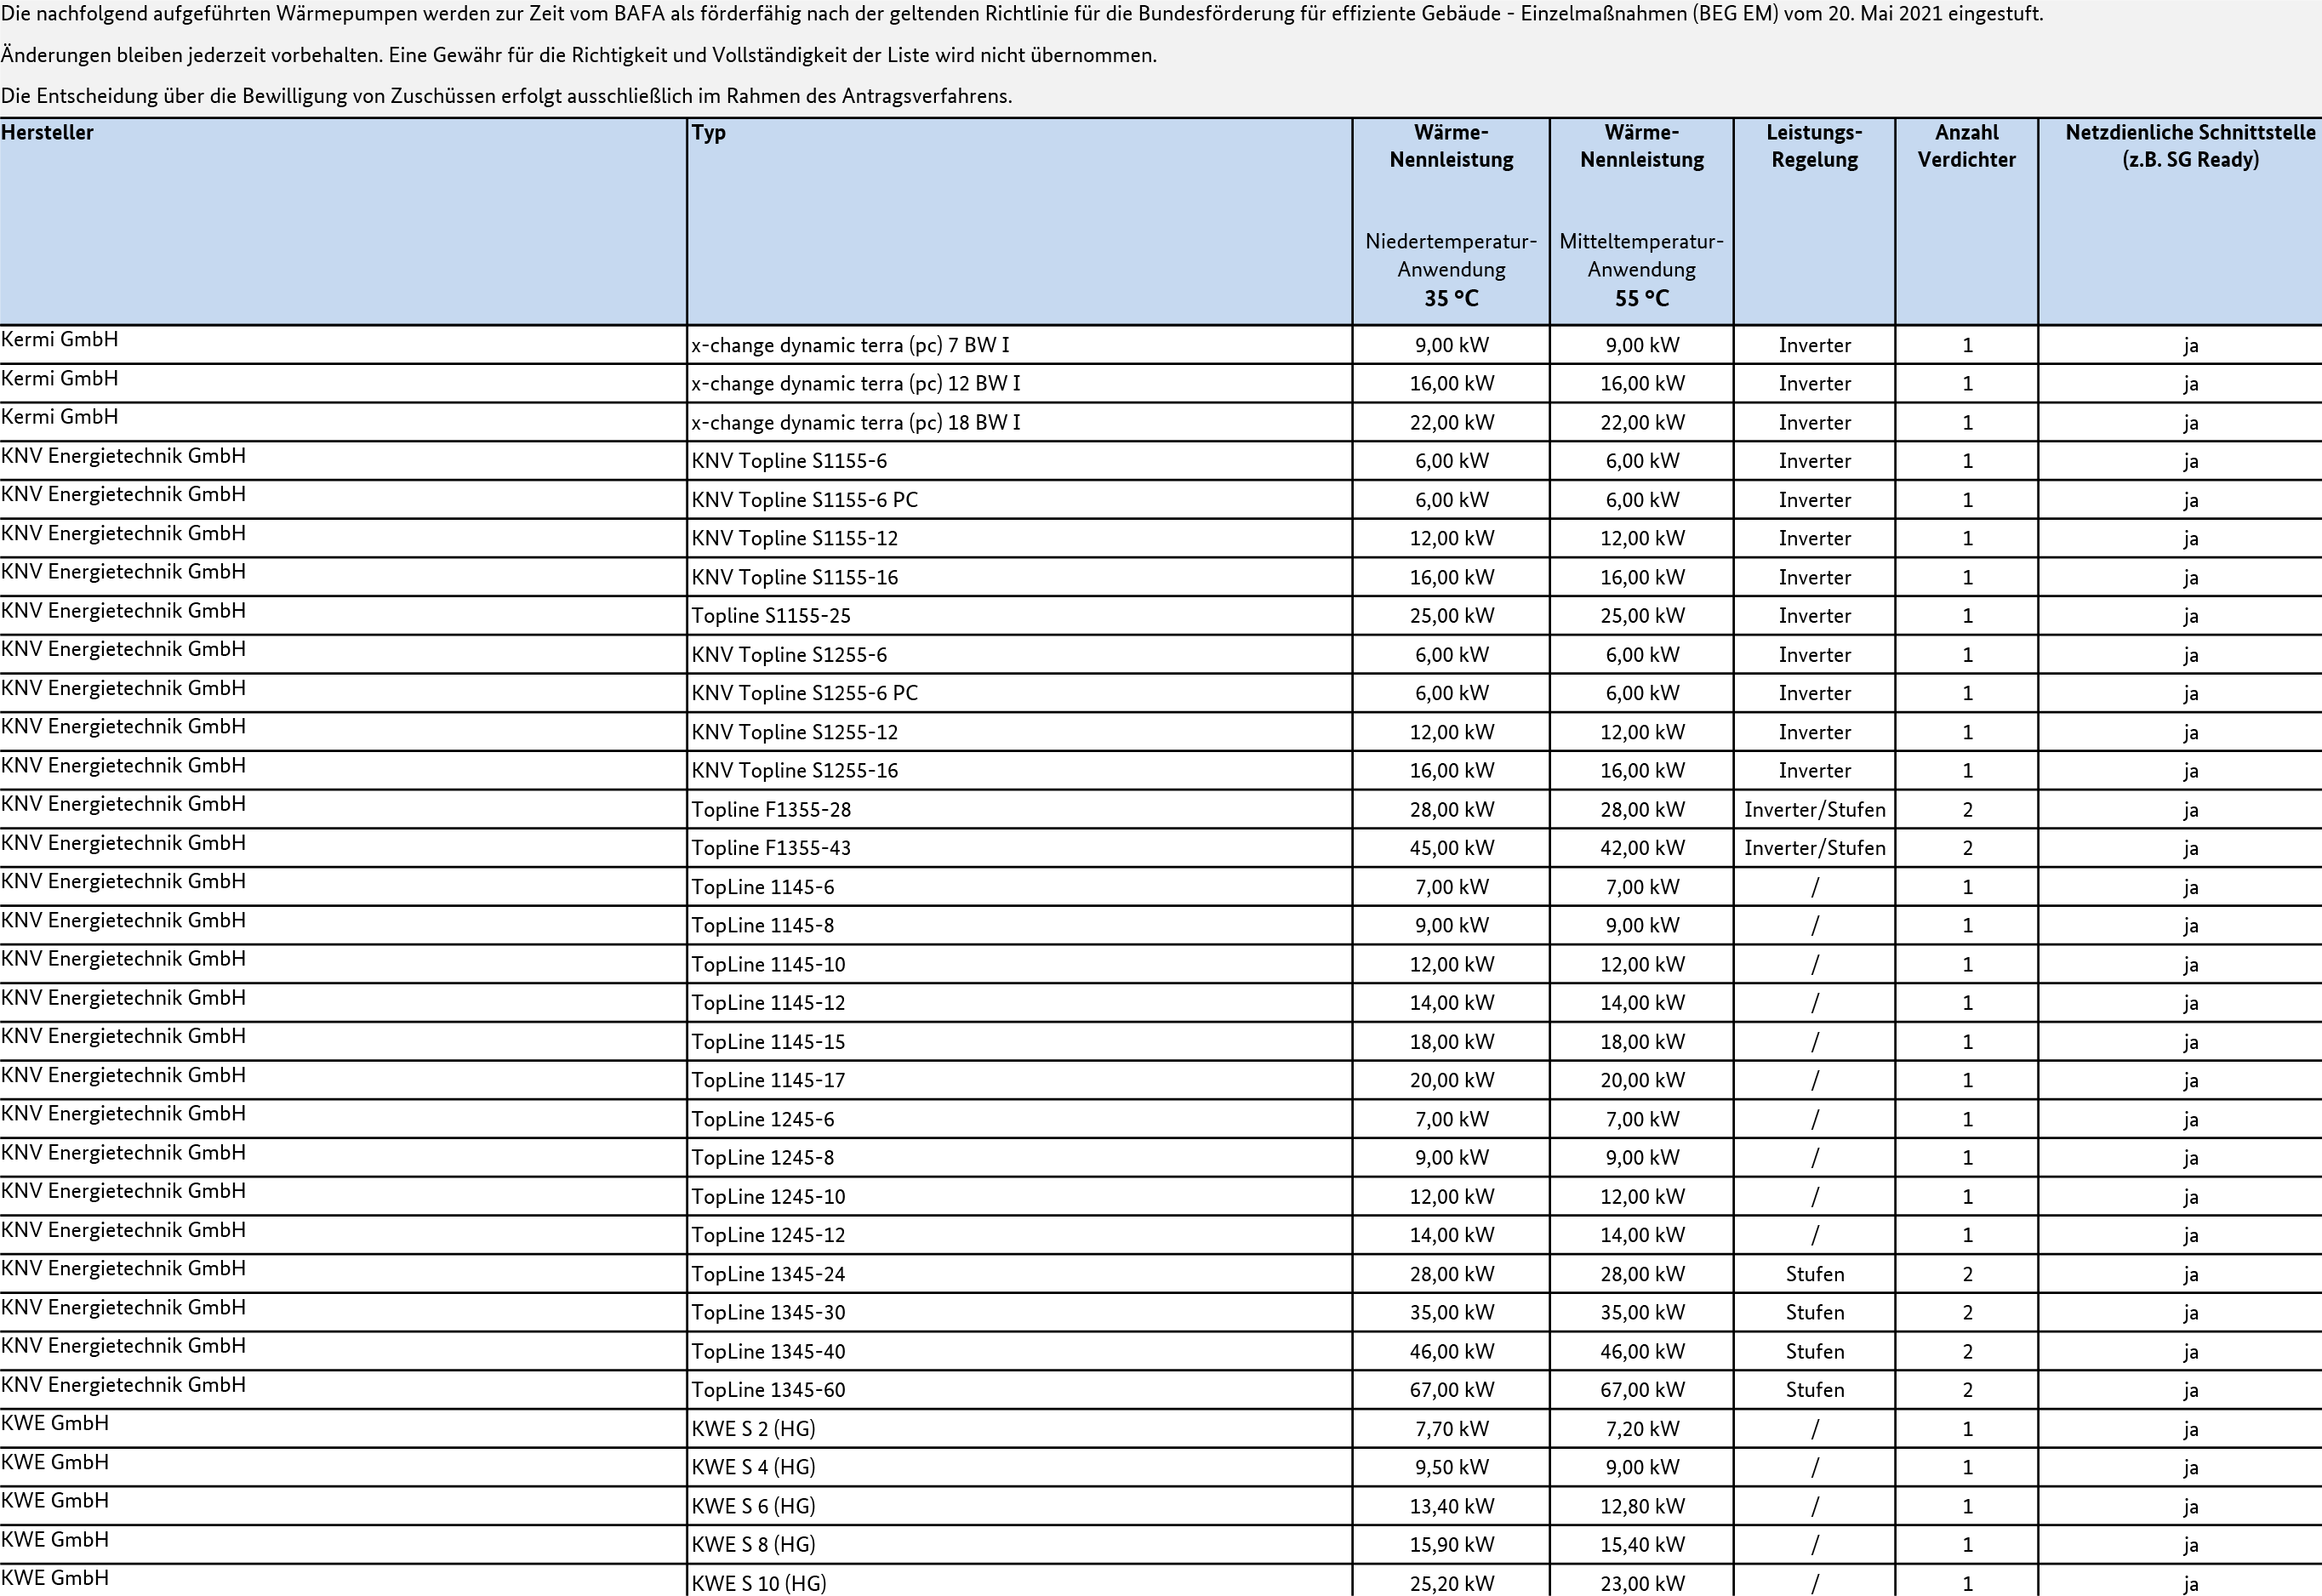 Die nachfolgend aufgeführten Wärmepumpen werden zur Zeit vom BAFA als förderfähig nach der geltenden Richtlinie für die Bundesförderung für effiziente Gebäude - Einzelmaßnahmen (BEG EM) vom 20. Mai 2021 eingestuft.
Änderungen bleiben jederzeit vorbehalten. Eine Gewähr für die Richtigkeit und Vollständigkeit der Liste wird nicht übernommen.
Die Entscheidung über die Bewilligung von Zuschüssen erfolgt ausschließlich im Rahmen des Antragsverfahrens.
Hersteller Typ Wärme- Wärme- Leistungs- Anzahl Netzdienliche Schnittstelle
Nennleistung Nennleistung Regelung Verdichter (z.B. SG Ready)
Niedertemperatur- Mitteltemperatur-
Anwendung Anwendung
35 °C 55 °C
Kermi GmbH x-change dynamic terra (pc) 7 BW I 9,00 kW 9,00 kW Inverter 1 ja
Kermi GmbH x-change dynamic terra (pc) 12 BW I 16,00 kW 16,00 kW Inverter 1 ja
Kermi GmbH x-change dynamic terra (pc) 18 BW I 22,00 kW 22,00 kW Inverter 1 ja
KNV Energietechnik GmbH KNV Topline S1155-6 6,00 kW 6,00 kW Inverter 1 ja
KNV Energietechnik GmbH KNV Topline S1155-6 PC 6,00 kW 6,00 kW Inverter 1 ja
KNV Energietechnik GmbH KNV Topline S1155-12 12,00 kW 12,00 kW Inverter 1 ja
KNV Energietechnik GmbH KNV Topline S1155-16 16,00 kW 16,00 kW Inverter 1 ja
KNV Energietechnik GmbH Topline S1155-25 25,00 kW 25,00 kW Inverter 1 ja
KNV Energietechnik GmbH KNV Topline S1255-6 6,00 kW 6,00 kW Inverter 1 ja
KNV Energietechnik GmbH KNV Topline S1255-6 PC 6,00 kW 6,00 kW Inverter 1 ja
KNV Energietechnik GmbH KNV Topline S1255-12 12,00 kW 12,00 kW Inverter 1 ja
KNV Energietechnik GmbH KNV Topline S1255-16 16,00 kW 16,00 kW Inverter 1 ja
KNV Energietechnik GmbH Topline F1355-28 28,00 kW 28,00 kW Inverter/Stufen 2 ja
KNV Energietechnik GmbH Topline F1355-43 45,00 kW 42,00 kW Inverter/Stufen 2 ja
KNV Energietechnik GmbH TopLine 1145-6 7,00 kW 7,00 kW / 1 ja
KNV Energietechnik GmbH TopLine 1145-8 9,00 kW 9,00 kW / 1 ja
KNV Energietechnik GmbH TopLine 1145-10 12,00 kW 12,00 kW / 1 ja
KNV Energietechnik GmbH TopLine 1145-12 14,00 kW 14,00 kW / 1 ja
KNV Energietechnik GmbH TopLine 1145-15 18,00 kW 18,00 kW / 1 ja
KNV Energietechnik GmbH TopLine 1145-17 20,00 kW 20,00 kW / 1 ja
KNV Energietechnik GmbH TopLine 1245-6 7,00 kW 7,00 kW / 1 ja
KNV Energietechnik GmbH TopLine 1245-8 9,00 kW 9,00 kW / 1 ja
KNV Energietechnik GmbH TopLine 1245-10 12,00 kW 12,00 kW / 1 ja
KNV Energietechnik GmbH TopLine 1245-12 14,00 kW 14,00 kW / 1 ja
KNV Energietechnik GmbH TopLine 1345-24 28,00 kW 28,00 kW Stufen 2 ja
KNV Energietechnik GmbH TopLine 1345-30 35,00 kW 35,00 kW Stufen 2 ja
KNV Energietechnik GmbH TopLine 1345-40 46,00 kW 46,00 kW Stufen 2 ja
KNV Energietechnik GmbH TopLine 1345-60 67,00 kW 67,00 kW Stufen 2 ja
KWE GmbH KWE S 2 (HG) 7,70 kW 7,20 kW / 1 ja
KWE GmbH KWE S 4 (HG) 9,50 kW 9,00 kW / 1 ja
KWE GmbH KWE S 6 (HG) 13,40 kW 12,80 kW / 1 ja
KWE GmbH KWE S 8 (HG) 15,90 kW 15,40 kW / 1 ja
KWE GmbH KWE S 10 (HG) 25,20 kW 23,00 kW / 1 ja